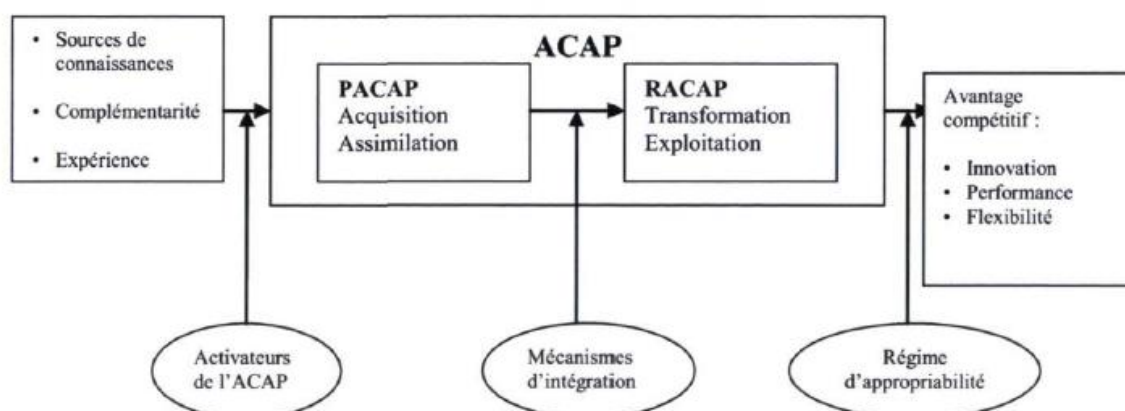 • Sources de
connaissances
• Complémentarité
• Expérience
ACAP
PACAP
Acquisition
Assimilation
RACAP
Transformation
Exploitation
Avantage
compétitif :
• Innovation
• Performance
• Flexibilité
Activateurs
de l'ACAP
Mécanismes
d'intégration
Régime
d'appropriabilité